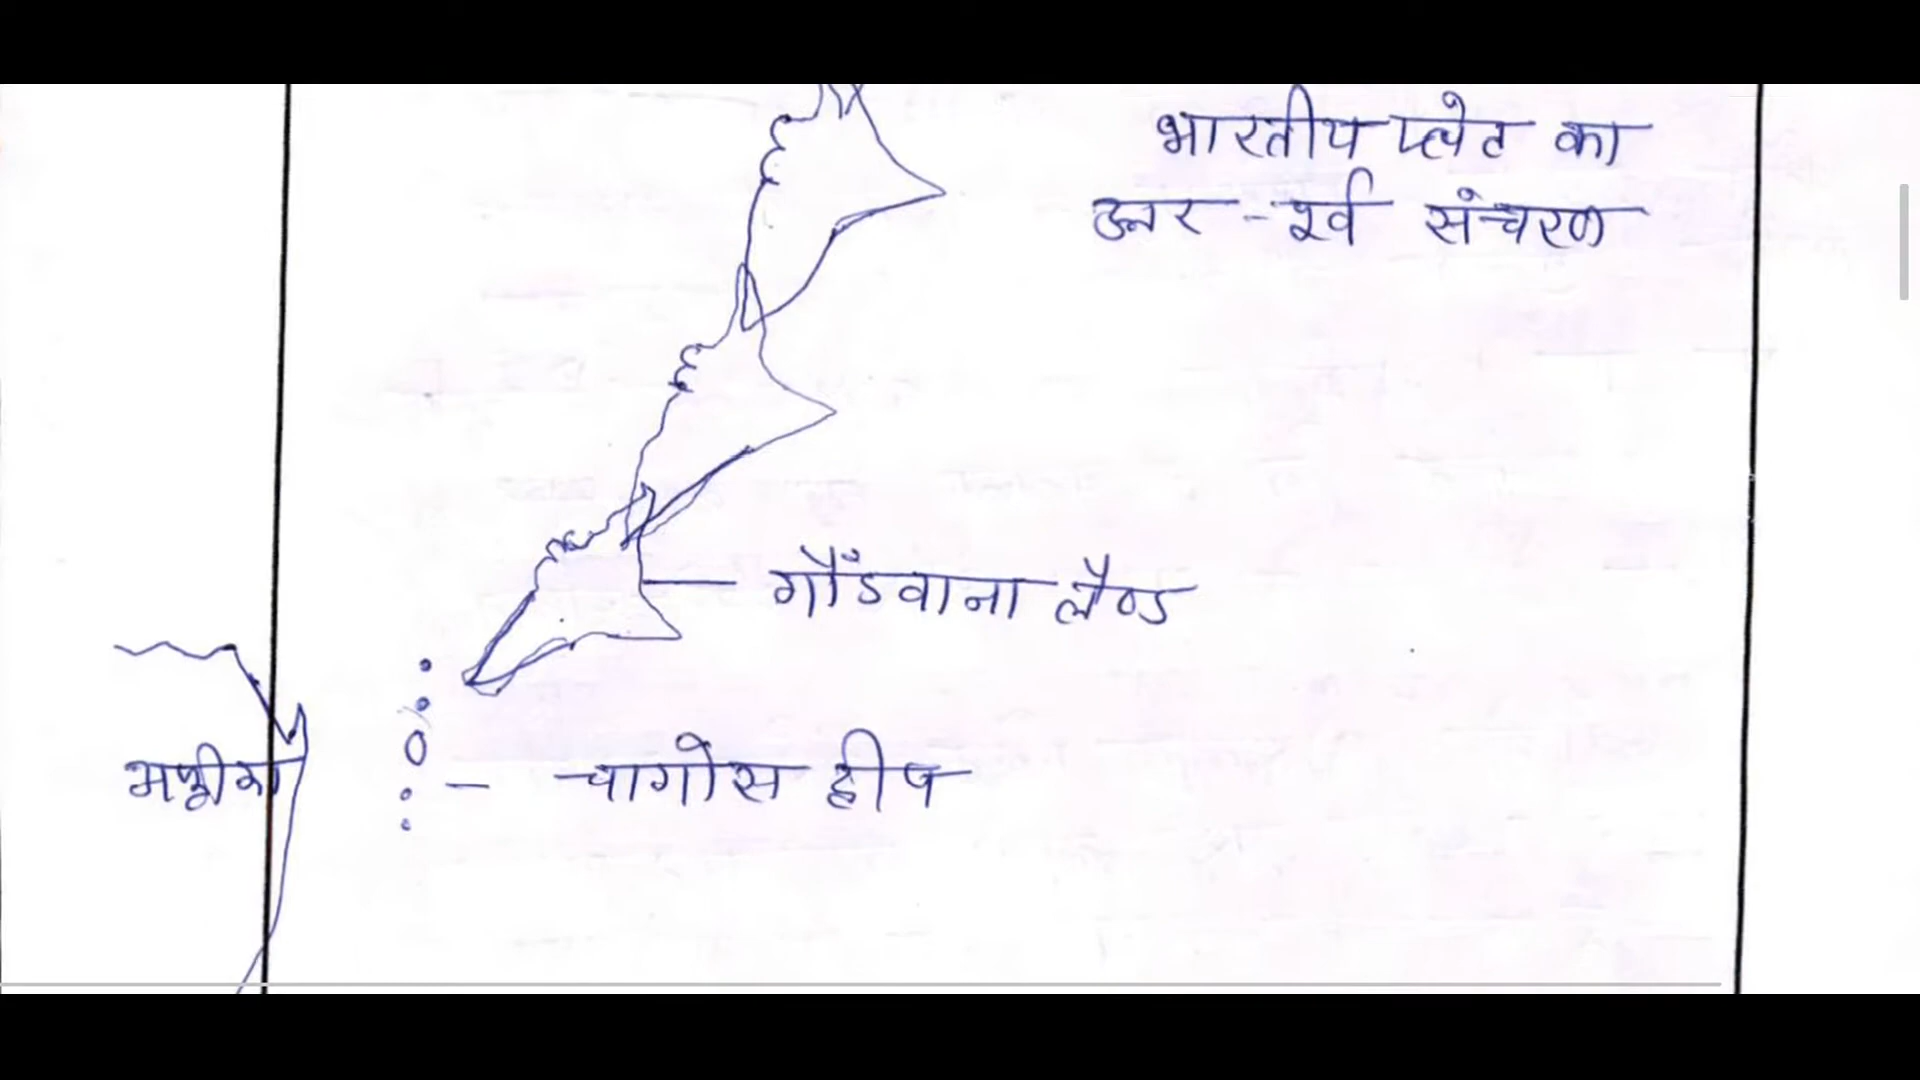 भारतीय प्लेट का
उत्तर-पूर्व संचरण
गौंडवाना लैण्ड
अफ्रीका
चागोस द्वीप